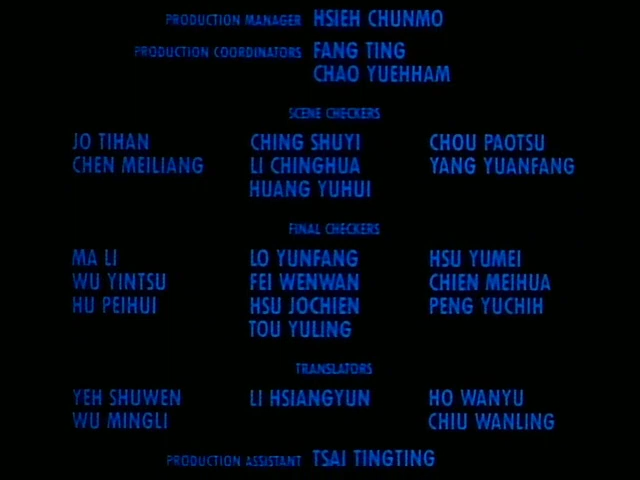 PRODUCTION MANAGER HSIEH CHUNMO
PRODUCTION COORDINATORS FANG TING
CHAO YUEHHAM
SCENE CHECKERS
JO TIHAN CHING SHUYI CHOU PAOTSU
CHEN MEILIANG LI CHINGHUA YANG YUANFANG
HUANG YUHUI
FINAL CHECKERS
MA LI LO YUNFANG HSU YUMEI
WU YINTSU FEI WENWAN CHIEN MEIHUA
HU PEIHUI HSU JOCHIEN PENG YUCHIH
TOU YULING
TRANSLATORS
YEH SHUWEN LI HSIANGYUN HO WANYU
WU MINGLI CHIU WANLING
PRODUCTION ASSISTANT TSAI TINGTING